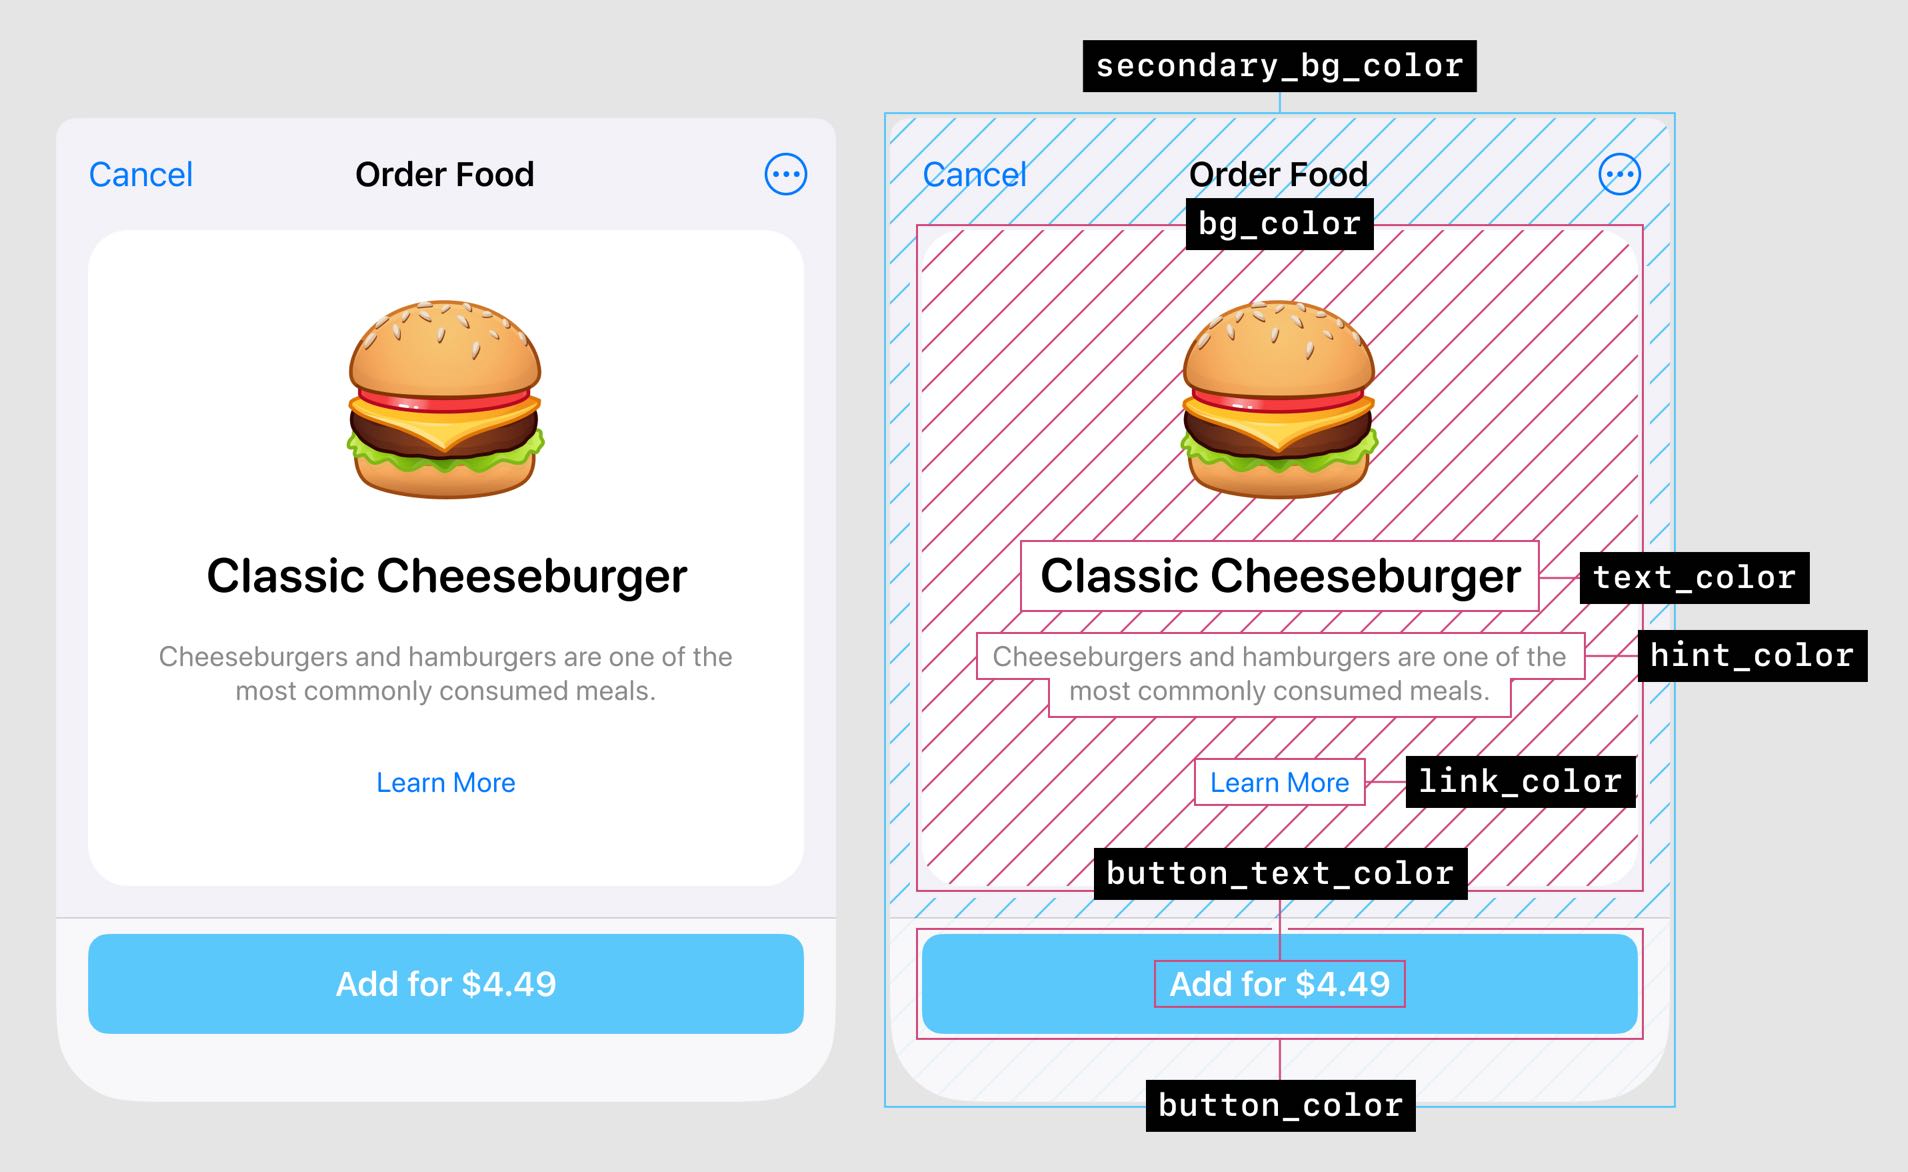 Cancel
Order Food
Classic Cheeseburger
Cheeseburgers and hamburgers are one of the
most commonly consumed meals.
Learn More
Add for $4.49
secondary_bg_color
Cancel
Order Food
bg_color
Classic Cheeseburger
text_color
Cheeseburgers and hamburgers are one of the
most commonly consumed meals.
hint_color
Learn More
link_color
button_text_color
Add for $4.49
button_color